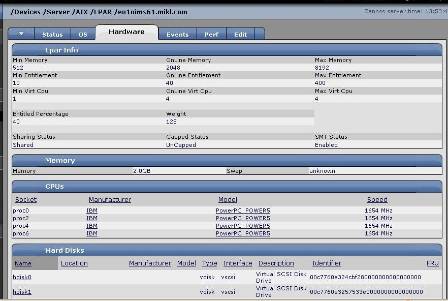 /Devices /Server /AIX /LPAR /eu1nims61.mikl.com
Zenoss server time:
Status OS Hardware Events Perf Edit
Lpar Info
Min Memory Online Memory Max Memory
512 2048 8192
Min Entitlement Online Entitlement Max Entitlement
10 40 400
Min Virt Cpu Online Virt Cpu Max Virt Cpu
1 4 4
Entitled Percentage Weight
40 128
Sharing Status Capped Status SMT Status
Shared UnCapped Enabled
Memory
Memory 2.0GB Swap unknown
CPUs
Socket Manufacturer Model Speed
proc0 IBM PowerPC_POWER5 1654 MHz
proc2 IBM PowerPC_POWER5 1654 MHz
proc4 IBM PowerPC_POWER5 1654 MHz
proc6 IBM PowerPC_POWER5 1654 MHz
Hard Disks
Name Location Manufacturer Model Type Interface Description Identifier FRU
hdisk0 vdisk vscsi Virtual SCSI Disk Drive
hdisk1 vdisk vscsi Virtual SCSI Disk Drive